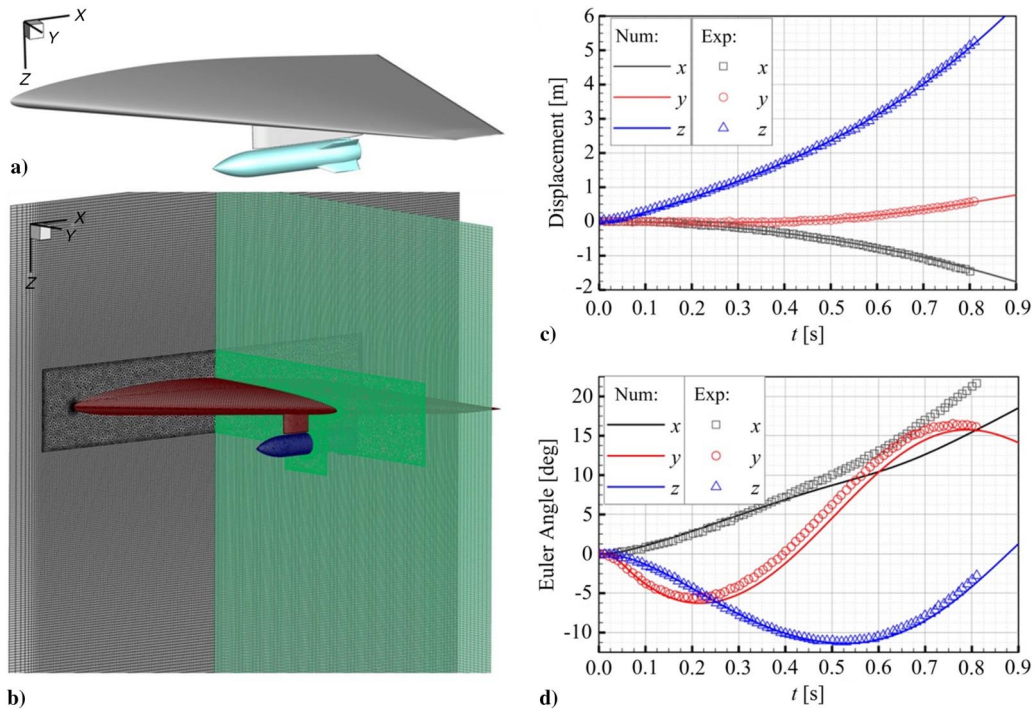 X
Y
Z
a)
X
Y
Z
b)
6
5
4
3
2
1
0
-1
-2
Displacement [m]
Num: Exp:
x x
y y
z z
0.0 0.1 0.2 0.3 0.4 0.5 0.6 0.7 0.8 0.9
t [s]
c)
20
15
10
5
0
-5
-10
Euler Angle [deg]
Num: Exp:
x x
y y
z z
0.0 0.1 0.2 0.3 0.4 0.5 0.6 0.7 0.8 0.9
t [s]
d)